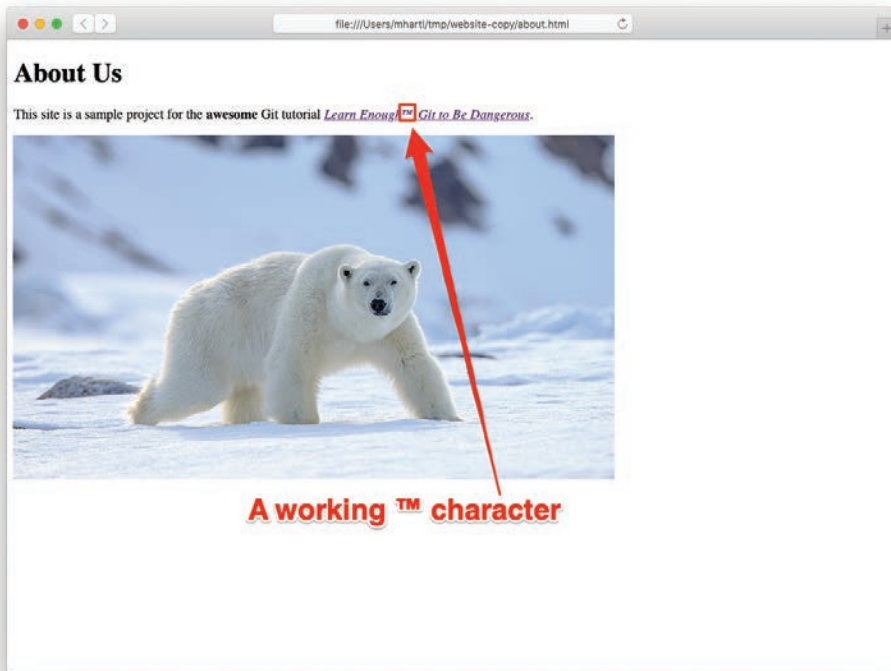 file:///Users/mhartl/tmp/website-copy/about.html
About Us
This site is a sample project for the awesome Git tutorial Learn Enough™ Git to Be Dangerous.
A working ™ character